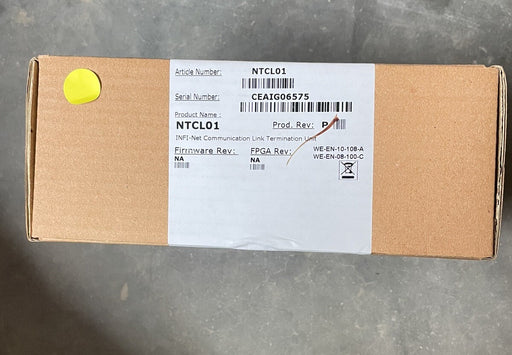 Article Number: NTCL01
Serial Number: CEAIG06575
Product Name :
NTCL01 Prod. Rev: P
INFI-Net Communication Link Termination Unit
Firmware Rev: FPGA Rev: WE-EN-10-108-A
NA NA WE-EN-08-100-C